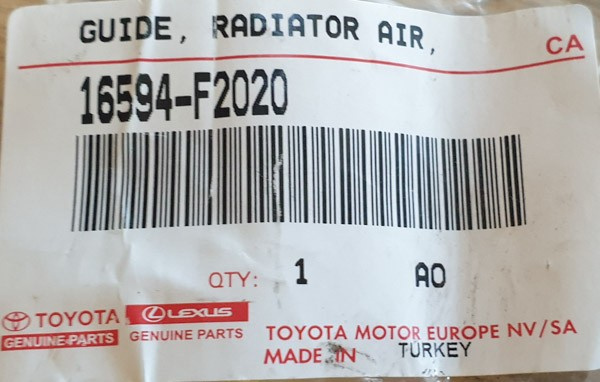 GUIDE, RADIATOR AIR,
CA
16594-F2020
QTY: 1 AO
TOYOTA LEXUS
GENUINE PARTS GENUINE PARTS
TOYOTA MOTOR EUROPE NV/SA
MADE IN TURKEY